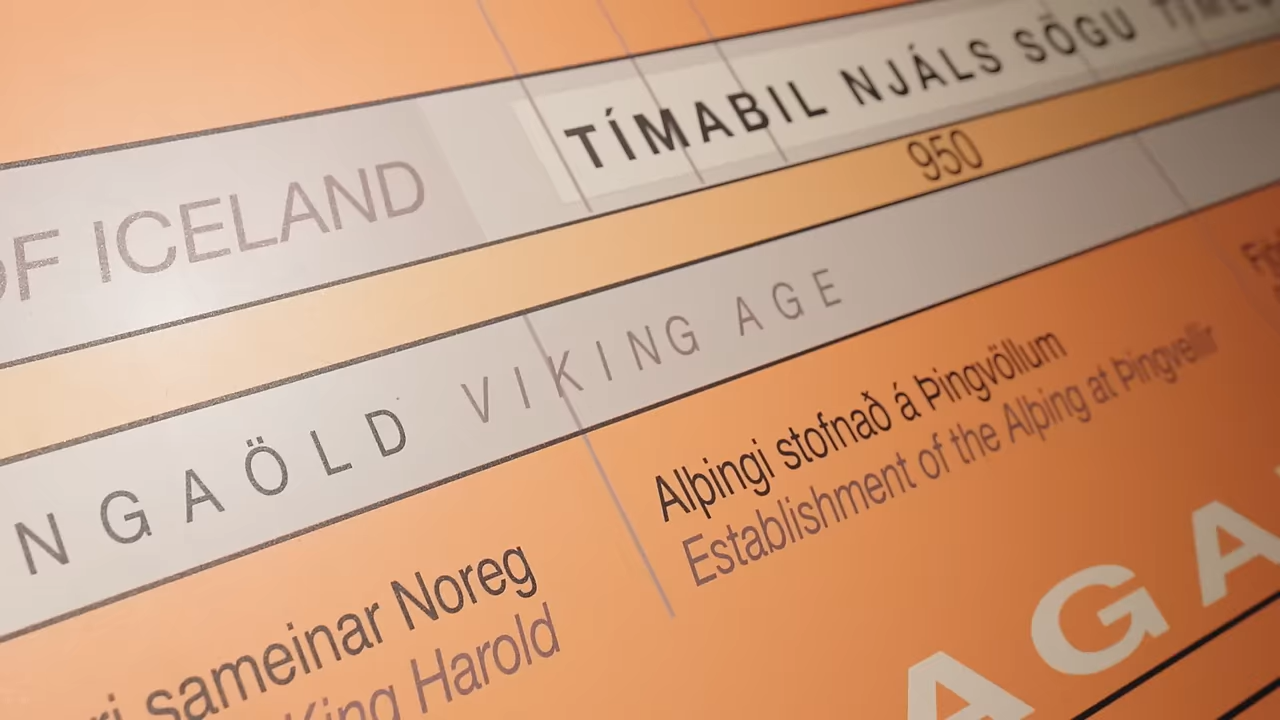 OF ICELAND
TÍMABIL NJÁLS SÖGU
950
NGAÖLD VIKING AGE
Alþingi stofnað á Þingvöllum
Establishment of the Alþing at Þingvellir
ri sameinar Noreg
King Harold
AGA